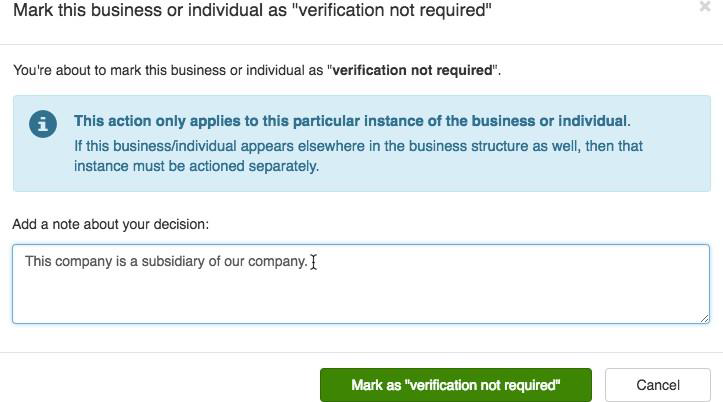 Mark this business or individual as "verification not required"
You're about to mark this business or individual as "verification not required".
This action only applies to this particular instance of the business or individual.
If this business/individual appears elsewhere in the business structure as well, then that
instance must be actioned separately.
Add a note about your decision:
This company is a subsidiary of our company.
Mark as "verification not required"
Cancel